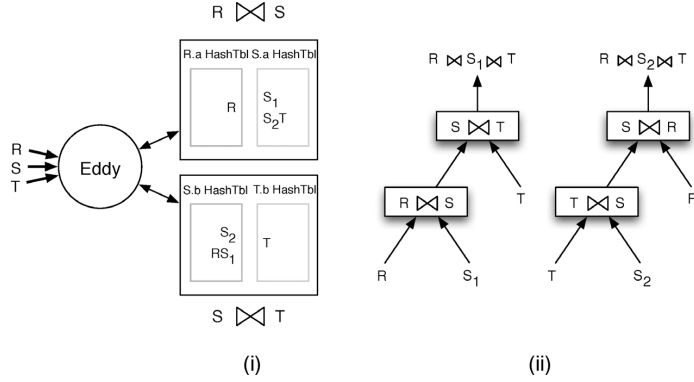 R ⋈ S
R.a HashTbl S.a HashTbl
R
S1
S2T
R
S
T
Eddy
S.b HashTbl T.b HashTbl
S2
RS1
T
S ⋈ T
(i)
R ⋈ S1 ⋈ T
S ⋈ T
R ⋈ S
T
R
S1
R ⋈ S2 ⋈ T
S ⋈ R
T ⋈ S
R
T
S2
(ii)